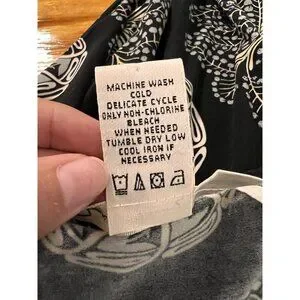 MACHINE WASH
COLD
DELICATE CYCLE
ONLY NON-CHLORINE
BLEACH
WHEN NEEDED
TUMBLE DRY LOW
COOL IRON IF
NECESSARY